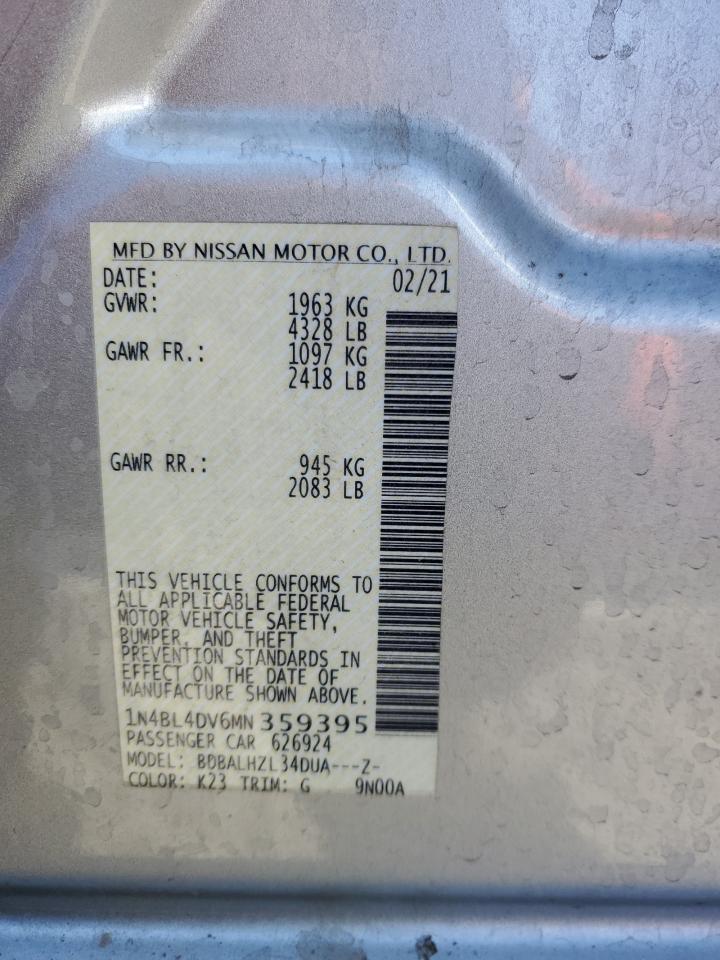 MFD BY NISSAN MOTOR CO., LTD.
DATE: 02/21
GVWR: 1963 KG
4328 LB
GAWR FR.: 1097 KG
2418 LB
GAWR RR.: 945 KG
2083 LB
THIS VEHICLE CONFORMS TO
ALL APPLICABLE FEDERAL
MOTOR VEHICLE SAFETY,
BUMPER, AND THEFT
PREVENTION STANDARDS IN
EFFECT ON THE DATE OF
MANUFACTURE SHOWN ABOVE.
1N4BL4DV6MN359395
PASSENGER CAR 626924
MODEL: BDBALHZL34DUA---Z-
COLOR: K23 TRIM: G 9N00A